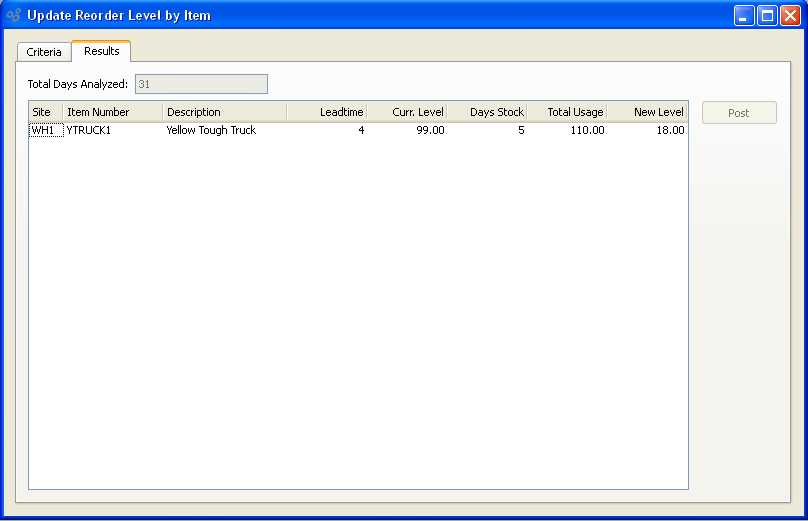 Update Reorder Level by Item
Criteria Results
Total Days Analyzed: 31
Site Item Number Description Leadtime Curr. Level Days Stock Total Usage New Level Post
WH1 YTRUCK1 Yellow Tough Truck 4 99.00 5 110.00 18.00